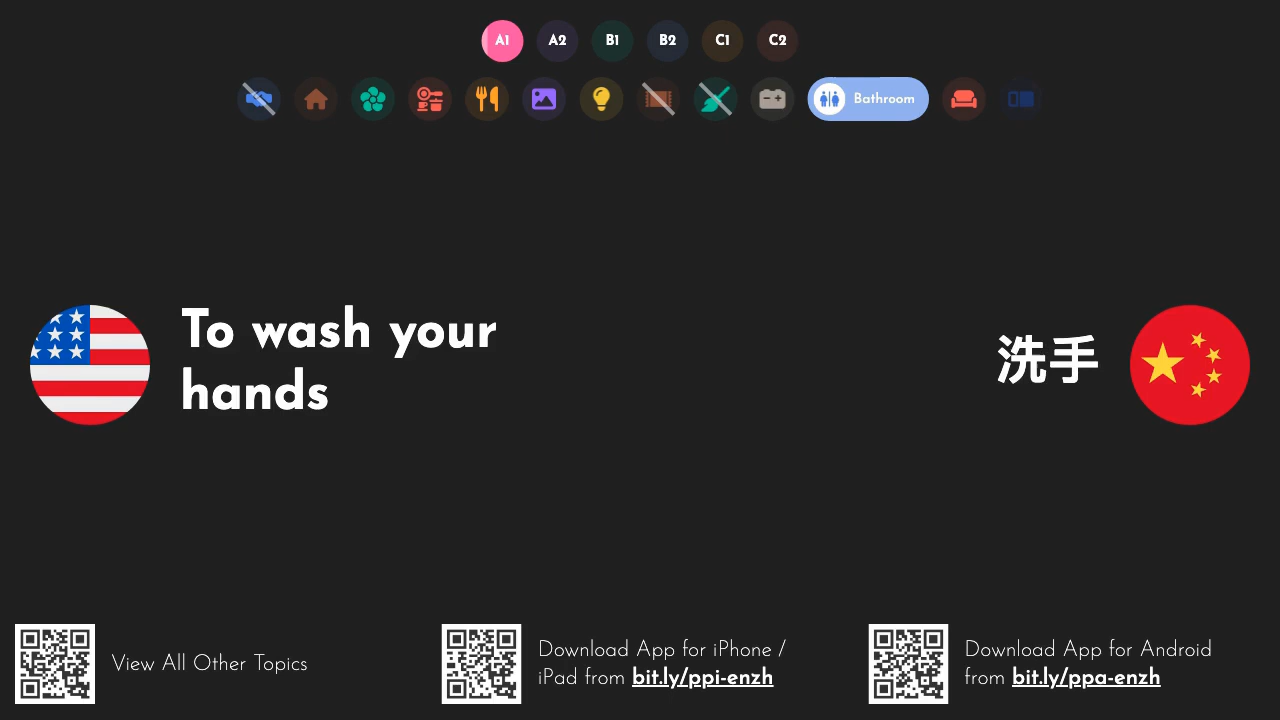 A1 A2 B1 B2 C1 C2
Bathroom
To wash your
hands
洗手
View All Other Topics
Download App for iPhone /
iPad from bit.ly/ppi-enzh
Download App for Android
from bit.ly/ppa-enzh